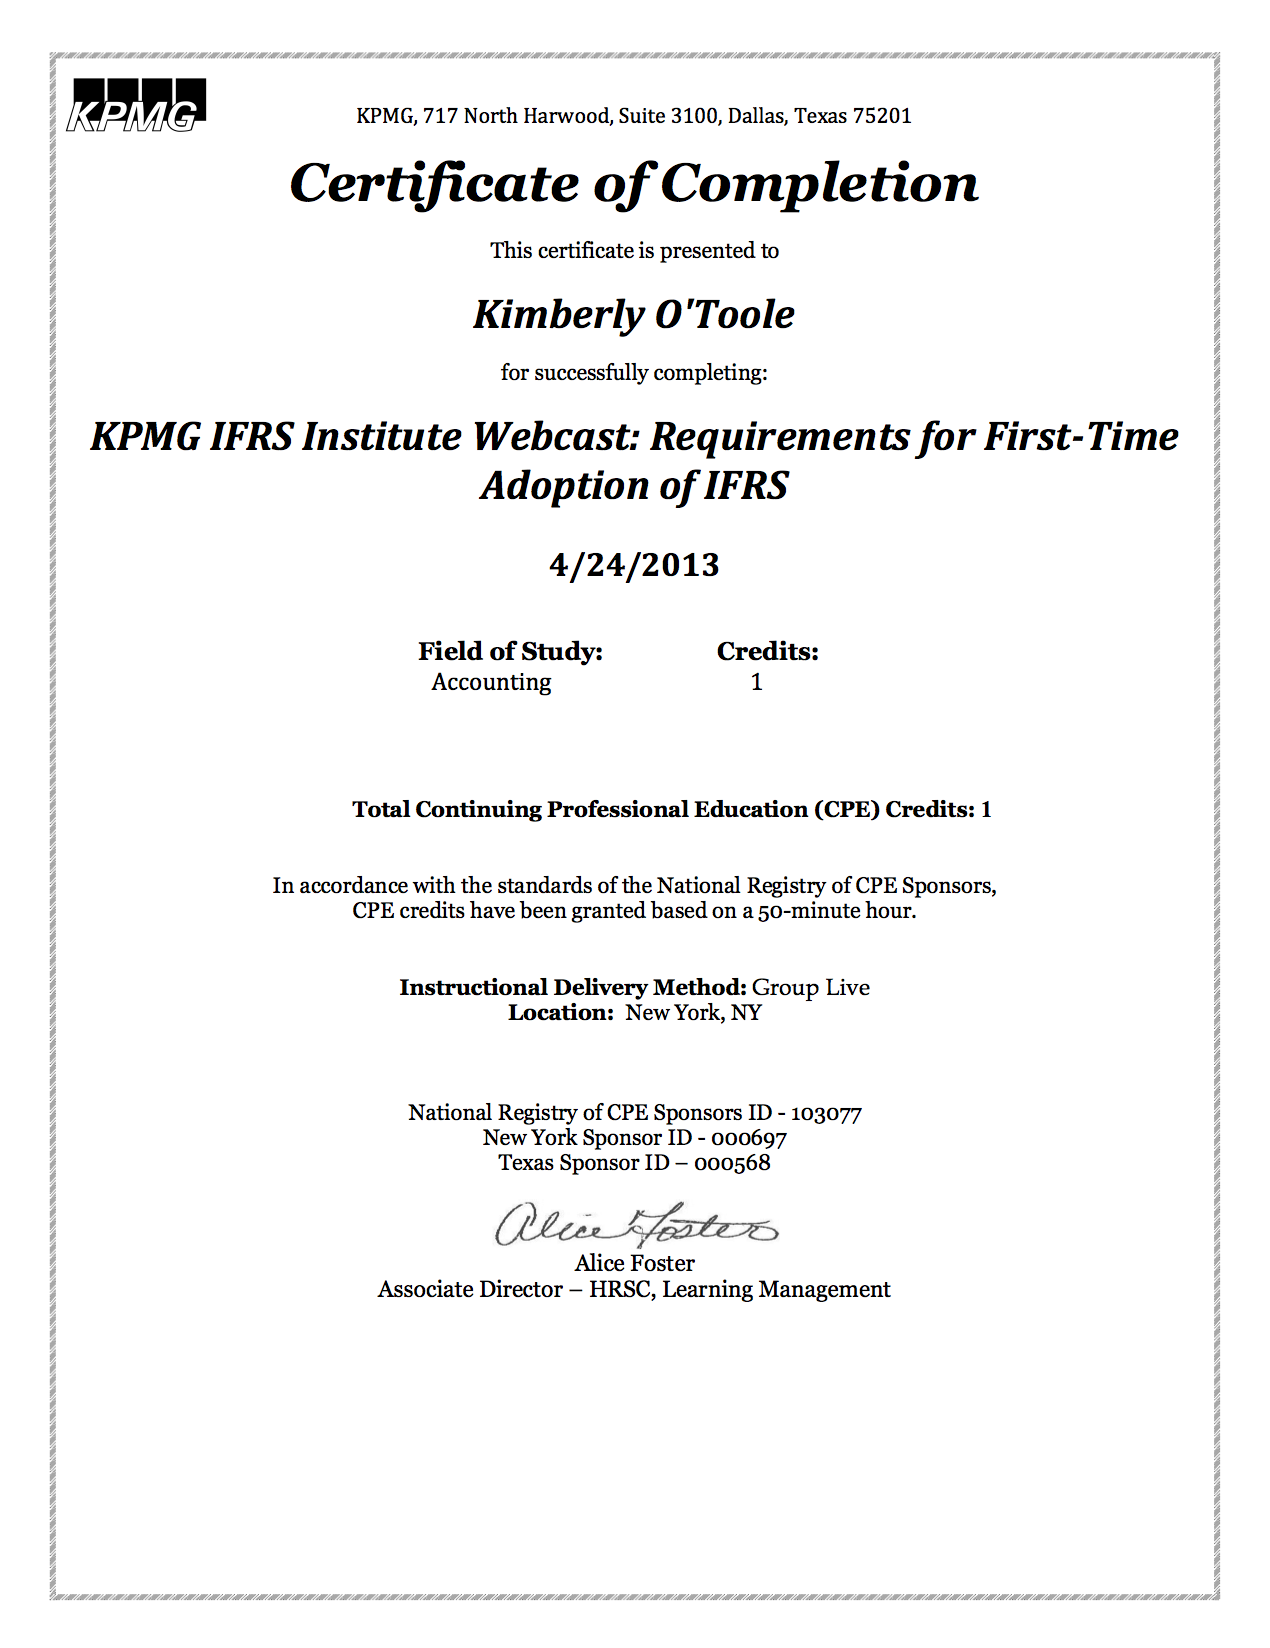 KPMG
KPMG, 717 North Harwood, Suite 3100, Dallas, Texas 75201
Certificate of Completion
This certificate is presented to
Kimberly O'Toole
for successfully completing:
KPMG IFRS Institute Webcast: Requirements for First-Time
Adoption of IFRS
4/24/2013
Field of Study: Credits:
Accounting 1
Total Continuing Professional Education (CPE) Credits: 1
In accordance with the standards of the National Registry of CPE Sponsors,
CPE credits have been granted based on a 50-minute hour.
Instructional Delivery Method: Group Live
Location: New York, NY
National Registry of CPE Sponsors ID - 103077
New York Sponsor ID - 000697
Texas Sponsor ID – 000568
Alice Foster
Alice Foster
Associate Director – HRSC, Learning Management